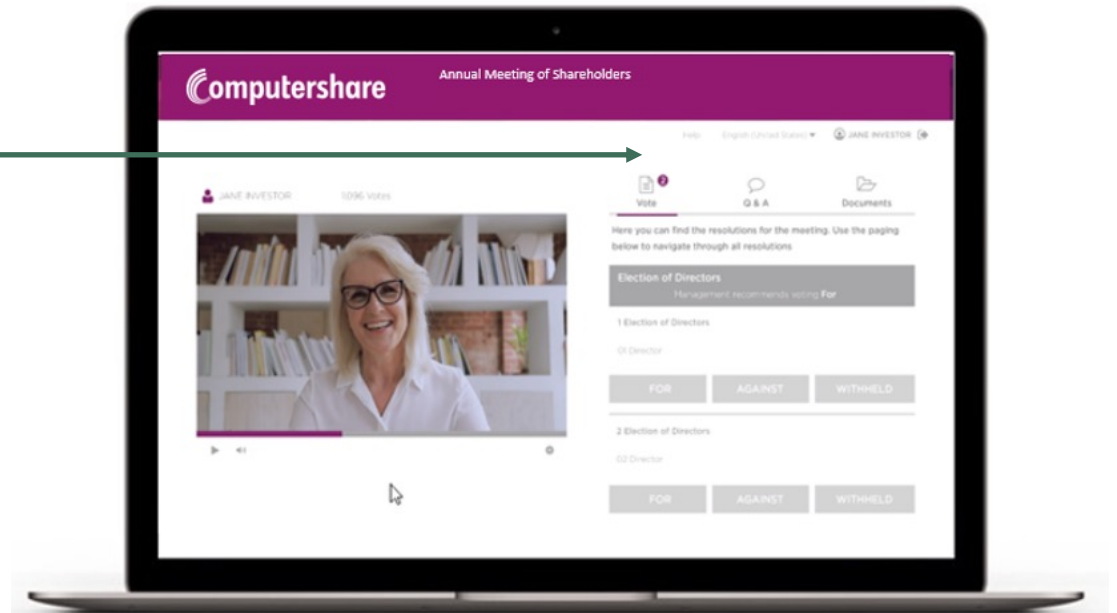 Computershare
Annual Meeting of Shareholders
Help English (United States) JANE INVESTOR
JANE INVESTOR 1,096 Votes
2
Vote Q & A Documents
Here you can find the resolutions for the meeting. Use the paging
below to navigate through all resolutions
Election of Directors
Management recommends voting For
1 Election of Directors
01 Director
FOR AGAINST WITHHELD
2 Election of Directors
02 Director
FOR AGAINST WITHHELD